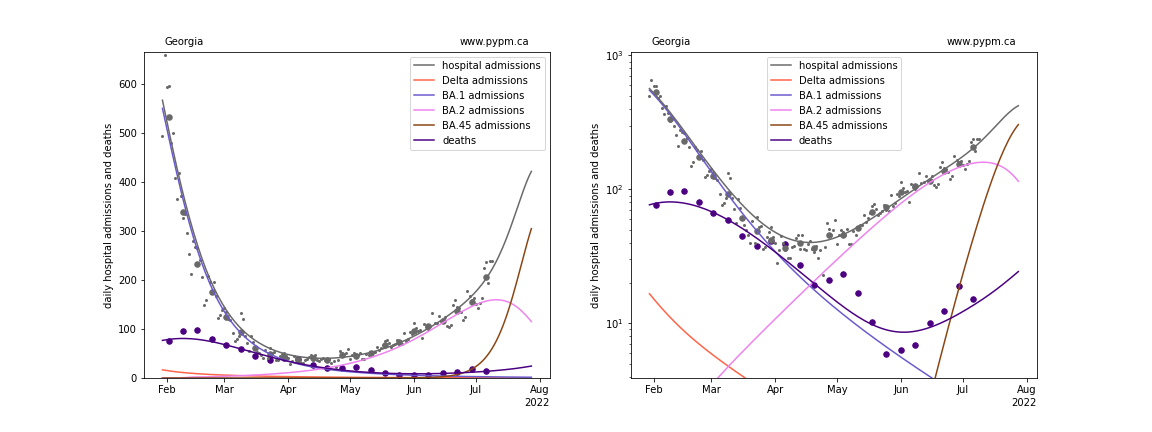 Georgia www.pypm.ca
daily hospital admissions and deaths
600
500
400
300
200
100
0
hospital admissions
Delta admissions
BA.1 admissions
BA.2 admissions
BA.45 admissions
deaths
Feb Mar Apr May Jun Jul Aug
2022
Georgia www.pypm.ca
daily hospital admissions and deaths
10³
10²
10¹
hospital admissions
Delta admissions
BA.1 admissions
BA.2 admissions
BA.45 admissions
deaths
Feb Mar Apr May Jun Jul Aug
2022